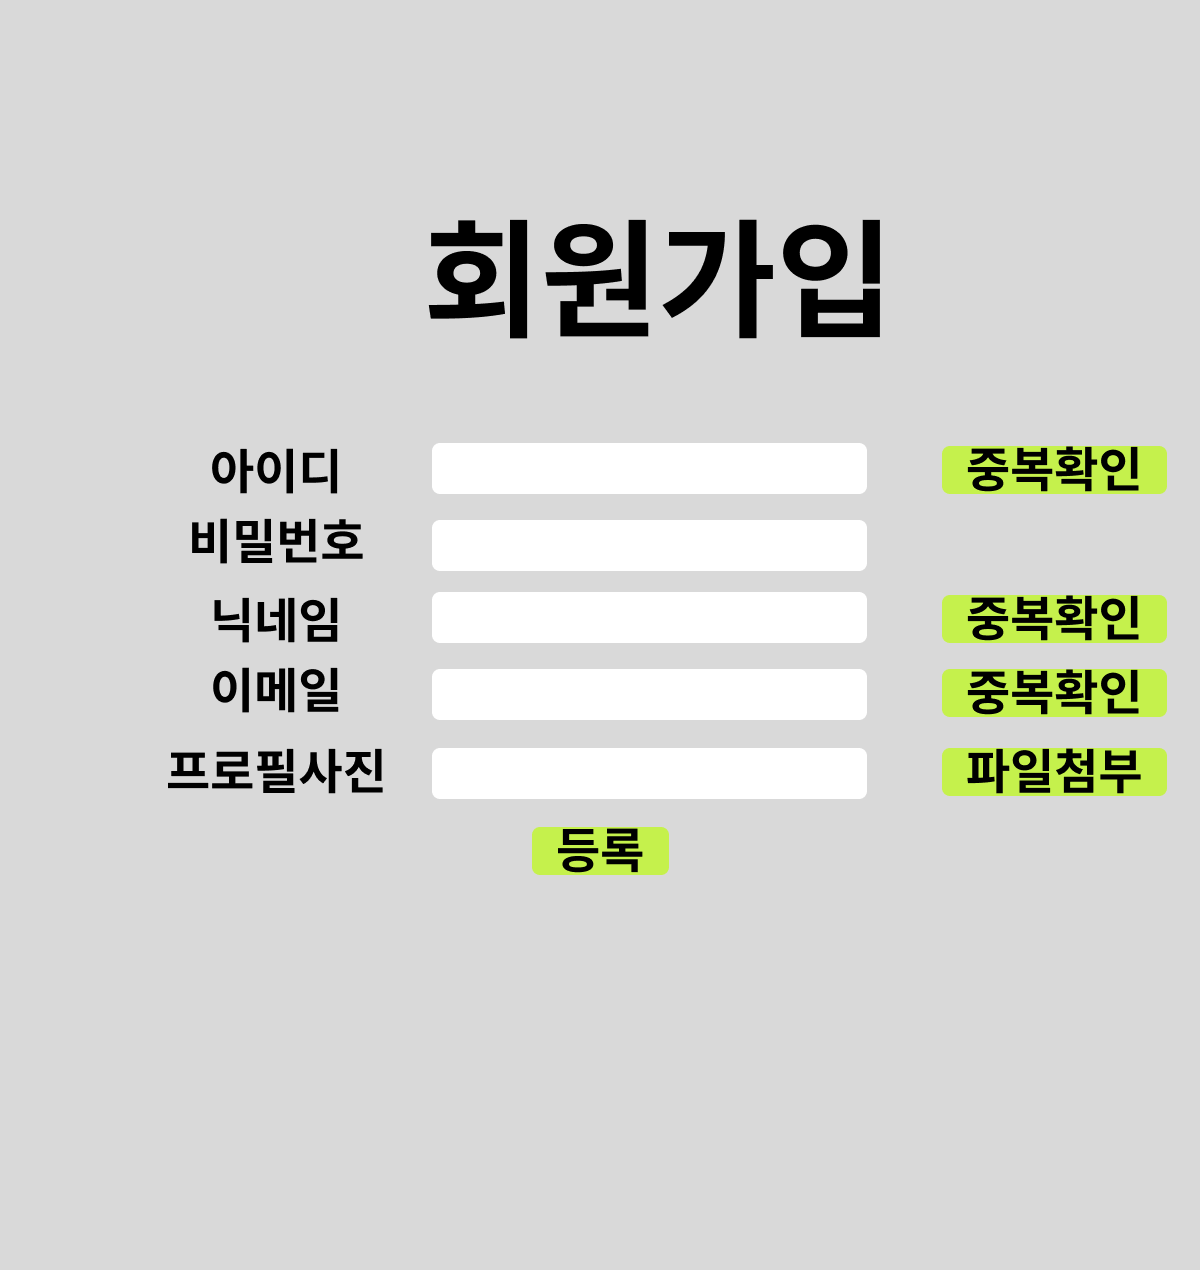 회원가입
아이디 중복확인
비밀번호
닉네임 중복확인
이메일 중복확인
프로필사진 파일첨부
등록